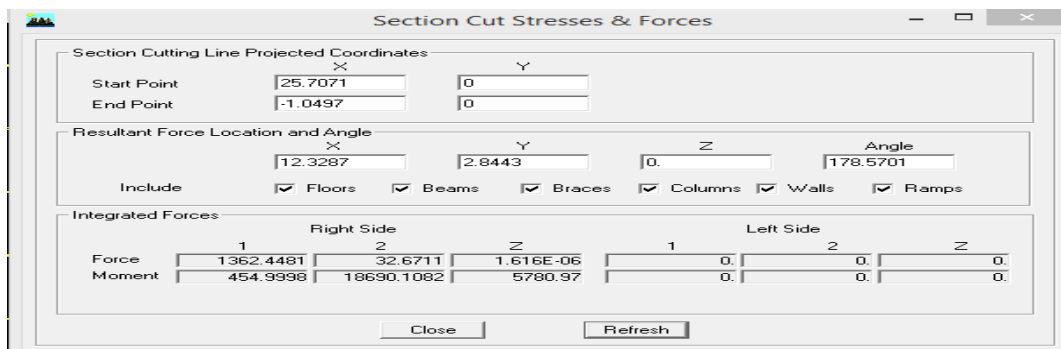 Section Cut Stresses & Forces
Section Cutting Line Projected Coordinates
X Y
Start Point 25.7071 0
End Point -1.0497 0
Resultant Force Location and Angle
X Y Z Angle
12.3287 2.8443 0. 178.5701
Include Floors Beams Braces Columns Walls Ramps
Integrated Forces
Right Side Left Side
1 2 Z 1 2 Z
Force 1362.4481 32.6711 1.616E-06 0. 0. 0.
Moment 454.9998 18690.1082 5780.97 0. 0. 0.
Close Refresh